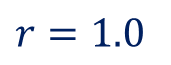 r = 1.0